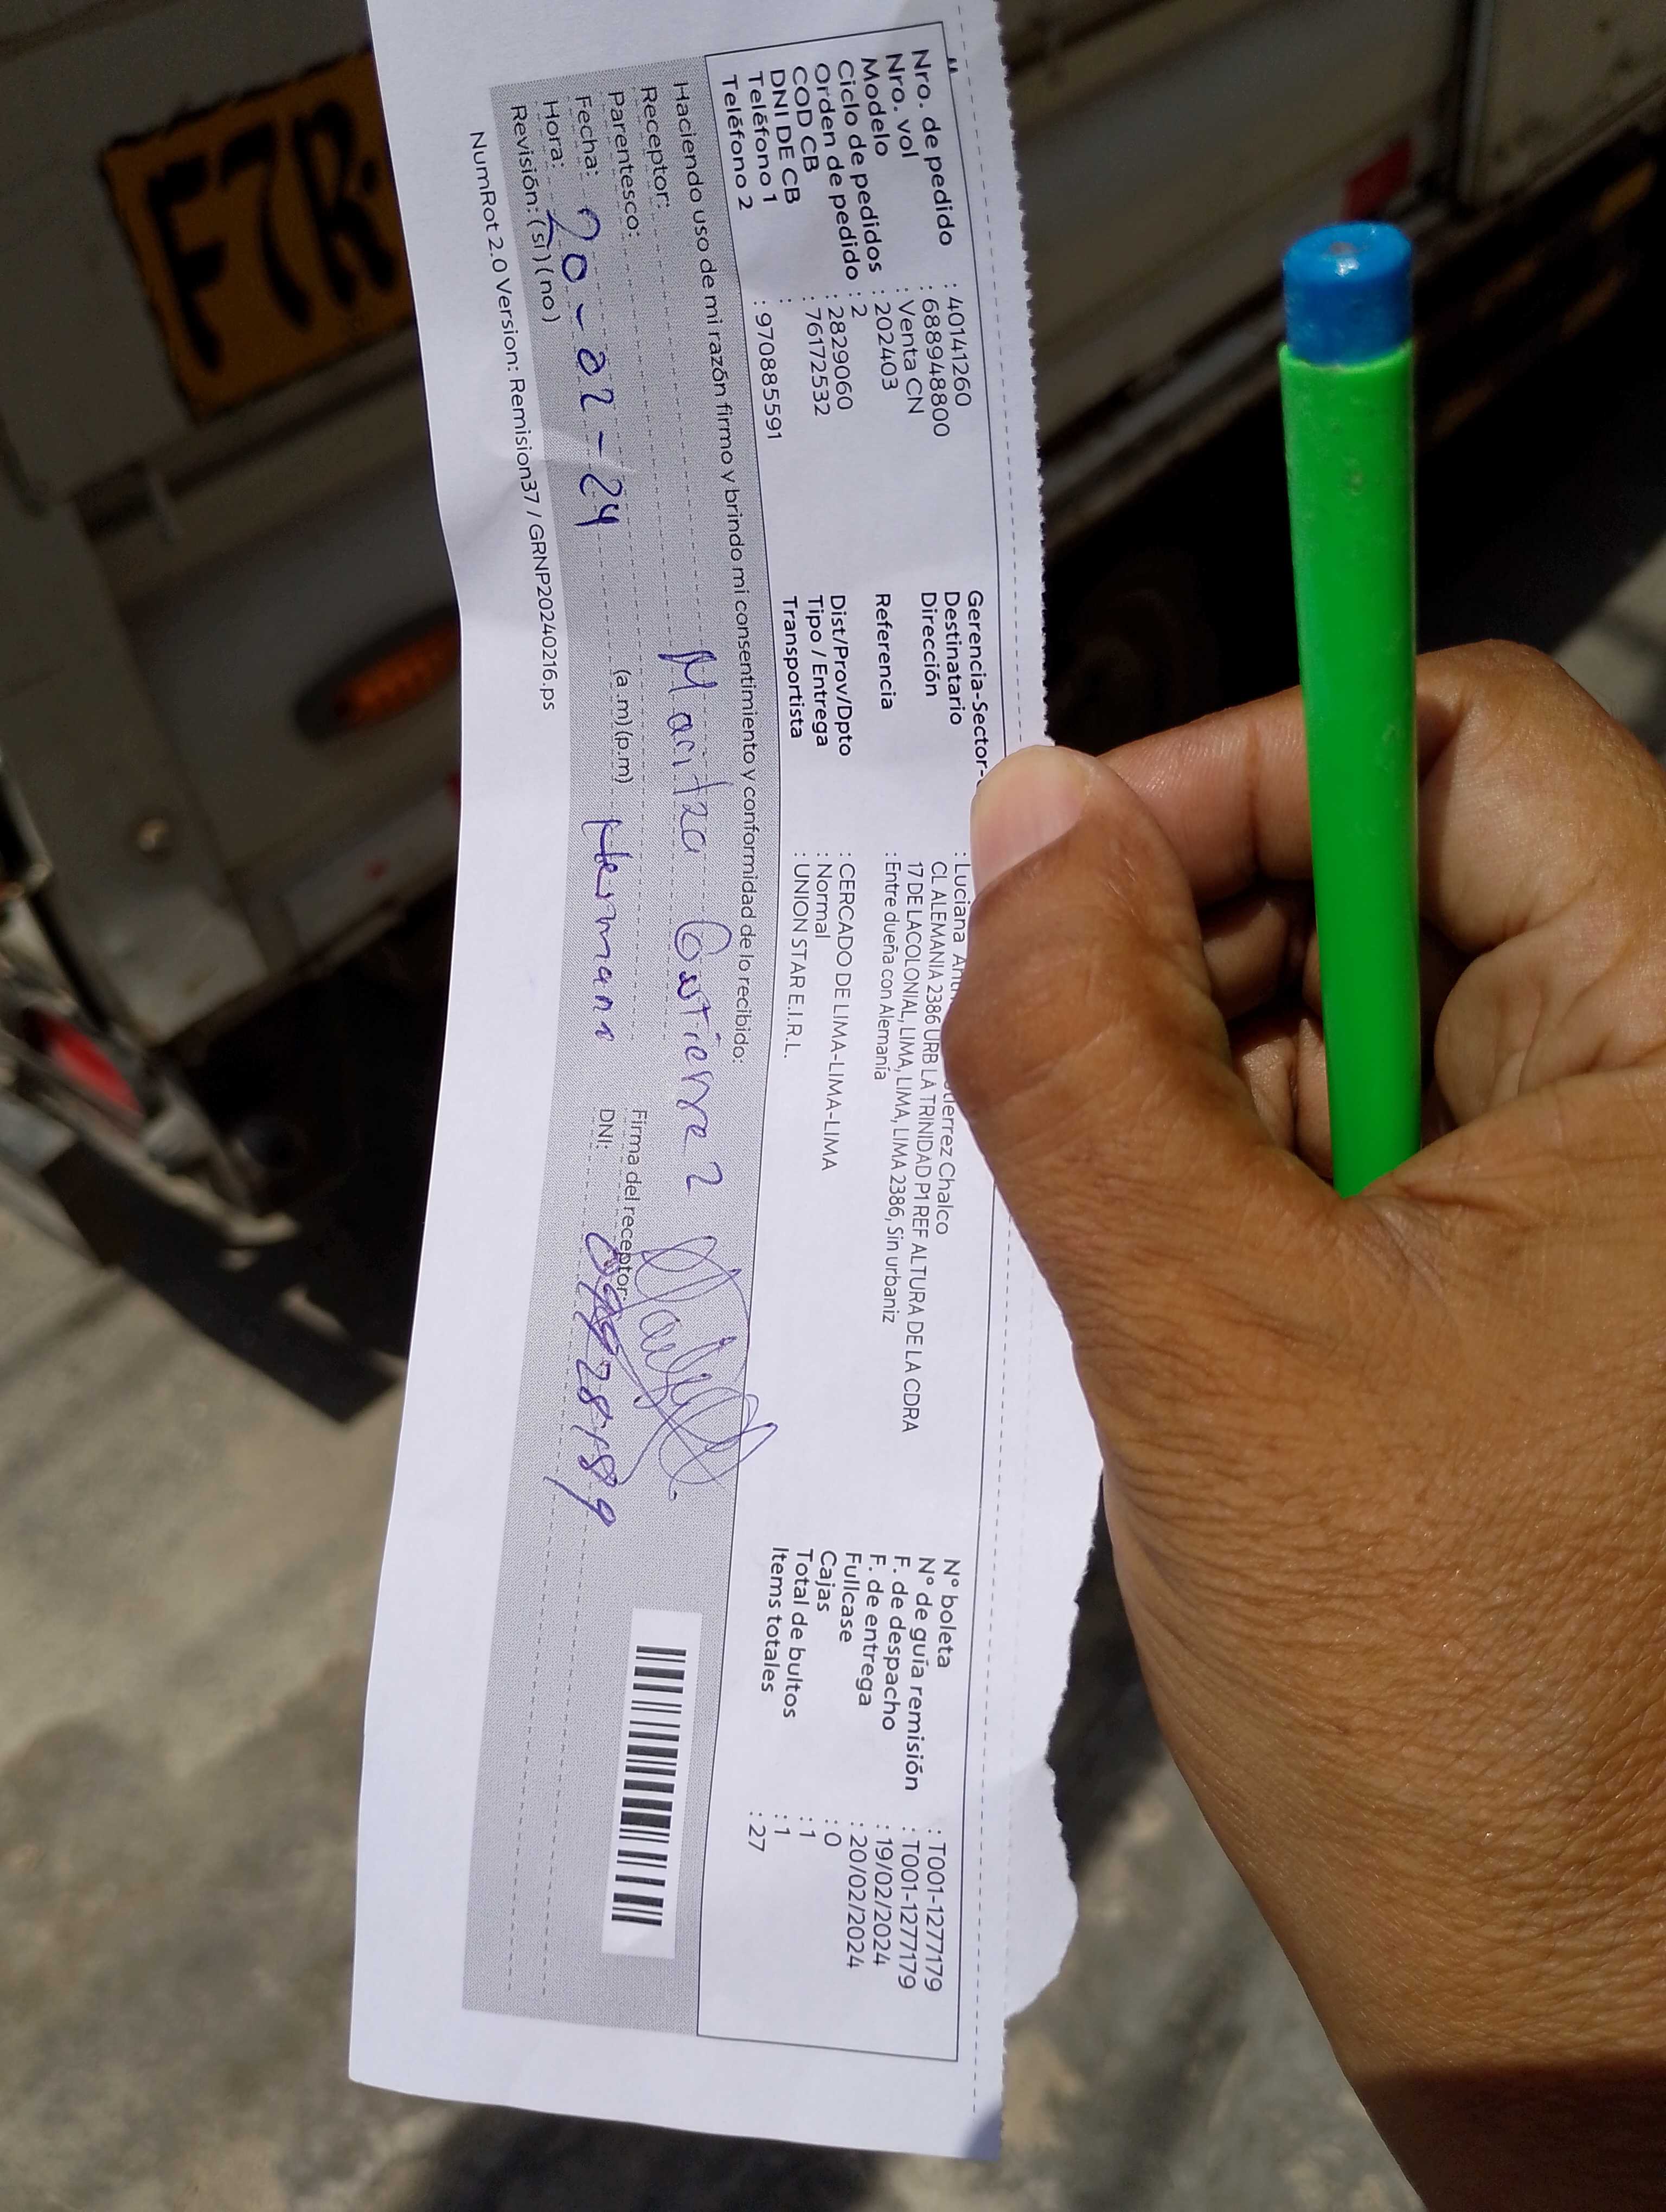 Nro. de pedido : 40141260
Nro. vol : 688948800
Modelo : Venta CN
Ciclo de pedidos : 202403
Orden de pedido : 2
COD CB : 2829060
DNI DE CB : 76172532
Teléfono 1 :
Teléfono 2 : 970885591
Gerencia-Sector-
Destinatario : Luciana Chalco
Dirección CL ALEMANIA 2386 URB LA TRINIDAD P1 REF ALTURA DE LA CDRA
17 DE LACOLONIAL, LIMA, LIMA, LIMA 2386, Sin urbaniz
Referencia : Entre dueña con Alemania
Dist/Prov/Dpto : CERCADO DE LIMA-LIMA-LIMA
Tipo / Entrega : Normal
Transportista : UNION STAR E.I.R.L.
N° boleta : T001-1277179
N° de guía remisión : T001-1277179
F. de despacho : 19/02/2024
F. de entrega : 20/02/2024
Fullcase : 0
Cajas : 1
Total de bultos : 1
Items totales : 27
Haciendo uso de mi razón firmo y brindo mi consentimiento y conformidad de lo recibido:
Receptor: Maritza Gutierrez
Parentesco: Hermana Firma del receptor:
Fecha: 20-02-24 DNI:
Hora: (a.m)(p.m)
Revisión: (si) (no)
NumRot 2.0 Version: Remision37 / GRNP20240216.ps
F7R